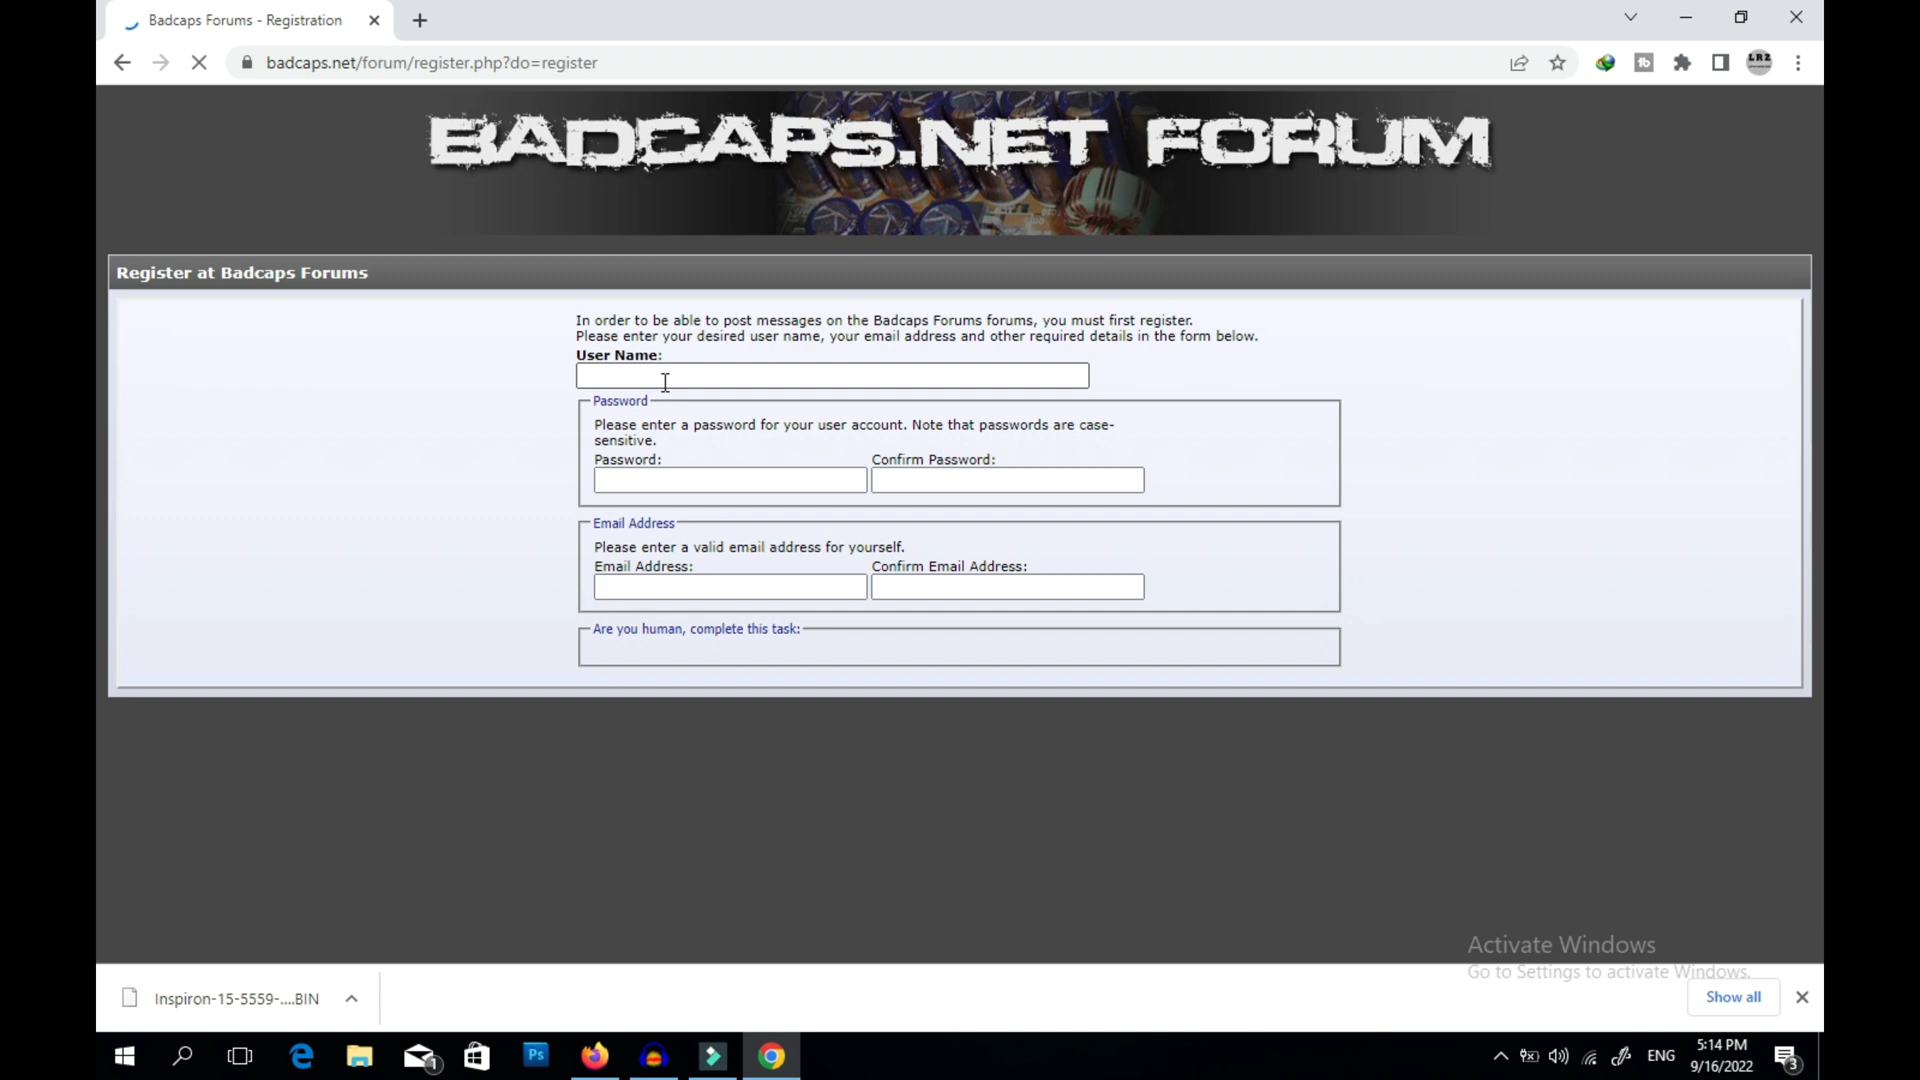 Badcaps Forums - Registration
badcaps.net/forum/register.php?do=register
LRZ
BADCAPS.NET FORUM
Register at Badcaps Forums
In order to be able to post messages on the Badcaps Forums forums, you must first register.
Please enter your desired user name, your email address and other required details in the form below.
User Name:
Password
Please enter a password for your user account. Note that passwords are case-
sensitive.
Password: Confirm Password:
Email Address
Please enter a valid email address for yourself.
Email Address: Confirm Email Address:
Are you human, complete this task:
Activate Windows
Go to Settings to activate Windows.
Inspiron-15-5559-....BIN
Show all
1
Ps
ENG
5:14 PM
9/16/2022
3